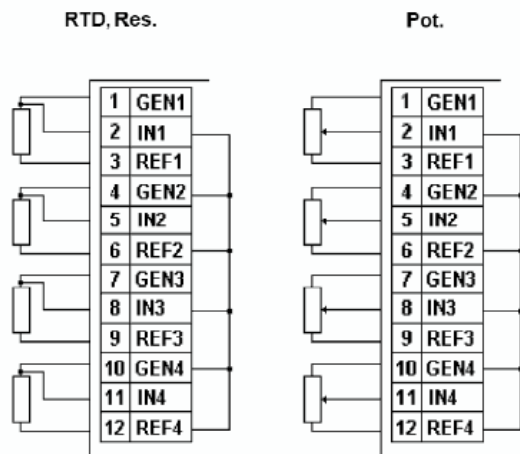 RTD, Res.
1 GEN1
2 IN1
3 REF1
4 GEN2
5 IN2
6 REF2
7 GEN3
8 IN3
9 REF3
10 GEN4
11 IN4
12 REF4
Pot.
1 GEN1
2 IN1
3 REF1
4 GEN2
5 IN2
6 REF2
7 GEN3
8 IN3
9 REF3
10 GEN4
11 IN4
12 REF4